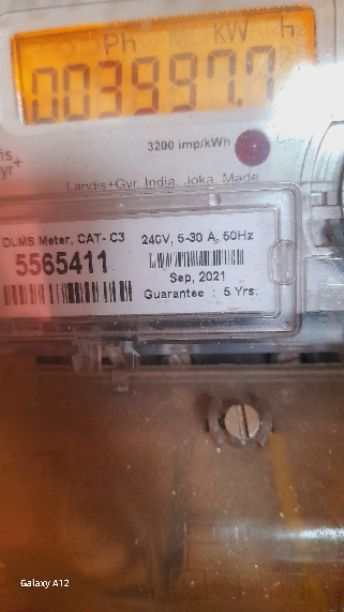 Ph kW h
003997.7
3200 imp/kWh
Landis+Gyr, India, Joka, Made
DLMS Meter, CAT- C3 240V, 5-30 A, 50Hz
5565411
Sep, 2021
Guarantee : 5 Yrs.
Galaxy A12